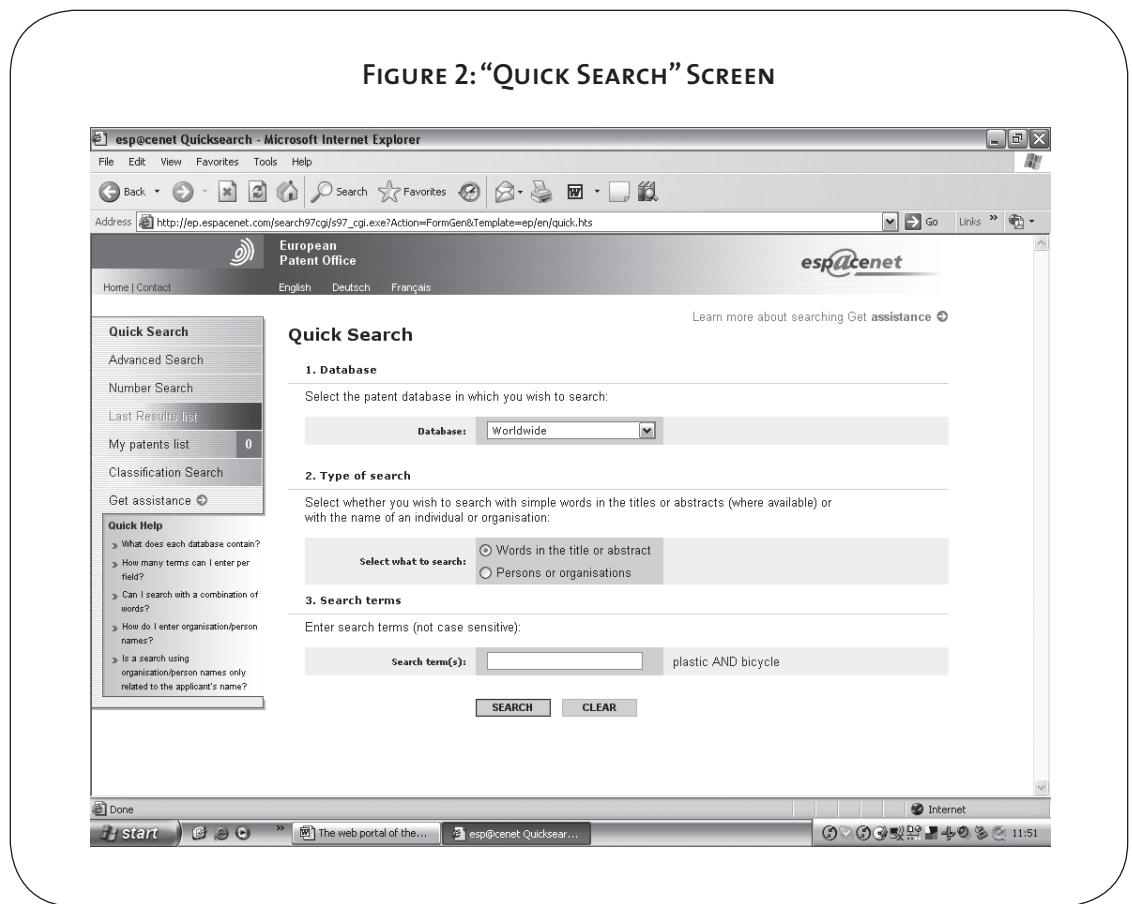 FIGURE 2: “QUICK SEARCH” SCREEN
esp@cenet Quicksearch - Microsoft Internet Explorer
File Edit View Favorites Tools Help
Back Search Favorites
Address http://ep.espacenet.com/search97cgi/s97_cgi.exe?Action=FormGen&Template=ep/en/quick.hts Go Links »
European
Patent Office
esp@cenet
Home | Contact English Deutsch Français
Learn more about searching Get assistance
Quick Search
Advanced Search
Number Search
Last Results list
My patents list 0
Classification Search
Get assistance
Quick Help
» What does each database contain?
» How many terms can I enter per
field?
» Can I search with a combination of
words?
» How do I enter organisation/person
names?
» Is a search using
organisation/person names only
related to the applicant's name?
Quick Search
1. Database
Select the patent database in which you wish to search:
Database: Worldwide
2. Type of search
Select whether you wish to search with simple words in the titles or abstracts (where available) or
with the name of an individual or organisation:
Select what to search: Words in the title or abstract
Persons or organisations
3. Search terms
Enter search terms (not case sensitive):
Search term(s): plastic AND bicycle
SEARCH CLEAR
Done Internet
start » The web portal of the... esp@cenet Quicksear... 11:51